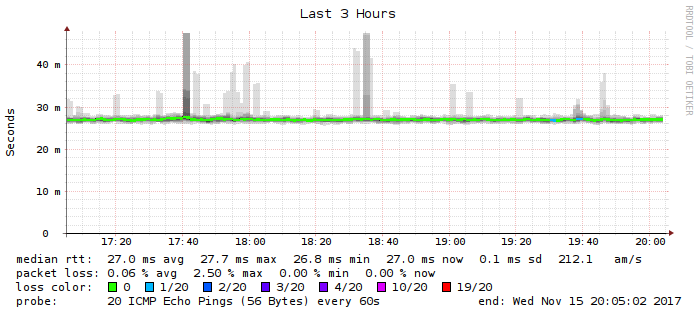 Last 3 Hours
RRDTOOL / TOBI OETIKER
Seconds
40 m
30 m
20 m
10 m
0
17:20 17:40 18:00 18:20 18:40 19:00 19:20 19:40 20:00
median rtt: 27.0 ms avg 27.7 ms max 26.8 ms min 27.0 ms now 0.1 ms sd 212.1 am/s
packet loss: 0.06 % avg 2.50 % max 0.00 % min 0.00 % now
loss color: 0 1/20 2/20 3/20 4/20 10/20 19/20
probe: 20 ICMP Echo Pings (56 Bytes) every 60s end: Wed Nov 15 20:05:02 2017